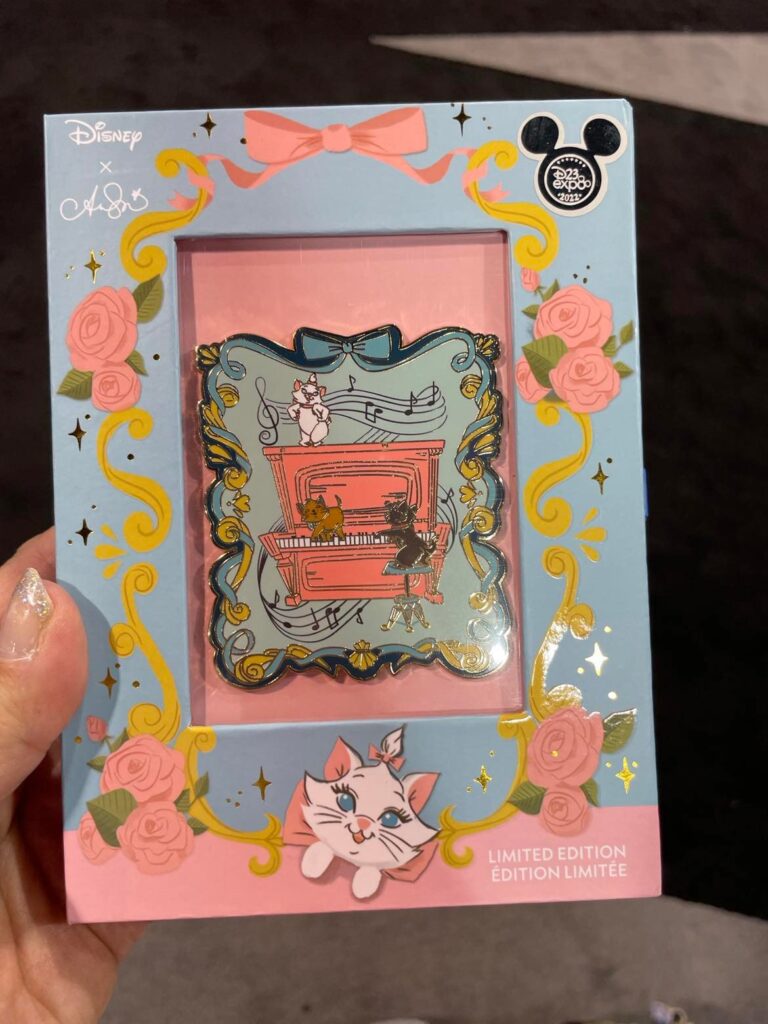 Disney
×
D23
expo
2022
LIMITED EDITION
ÉDITION LIMITÉE